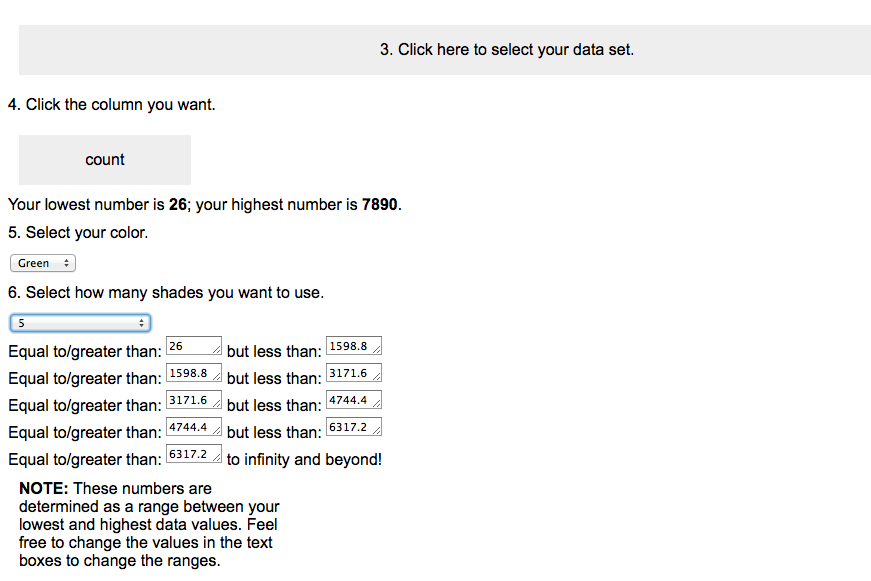 3. Click here to select your data set.
4. Click the column you want.
count
Your lowest number is 26; your highest number is 7890.
5. Select your color.
Green
6. Select how many shades you want to use.
5
Equal to/greater than: 26 but less than: 1598.8
Equal to/greater than: 1598.8 but less than: 3171.6
Equal to/greater than: 3171.6 but less than: 4744.4
Equal to/greater than: 4744.4 but less than: 6317.2
Equal to/greater than: 6317.2 to infinity and beyond!
NOTE: These numbers are
determined as a range between your
lowest and highest data values. Feel
free to change the values in the text
boxes to change the ranges.